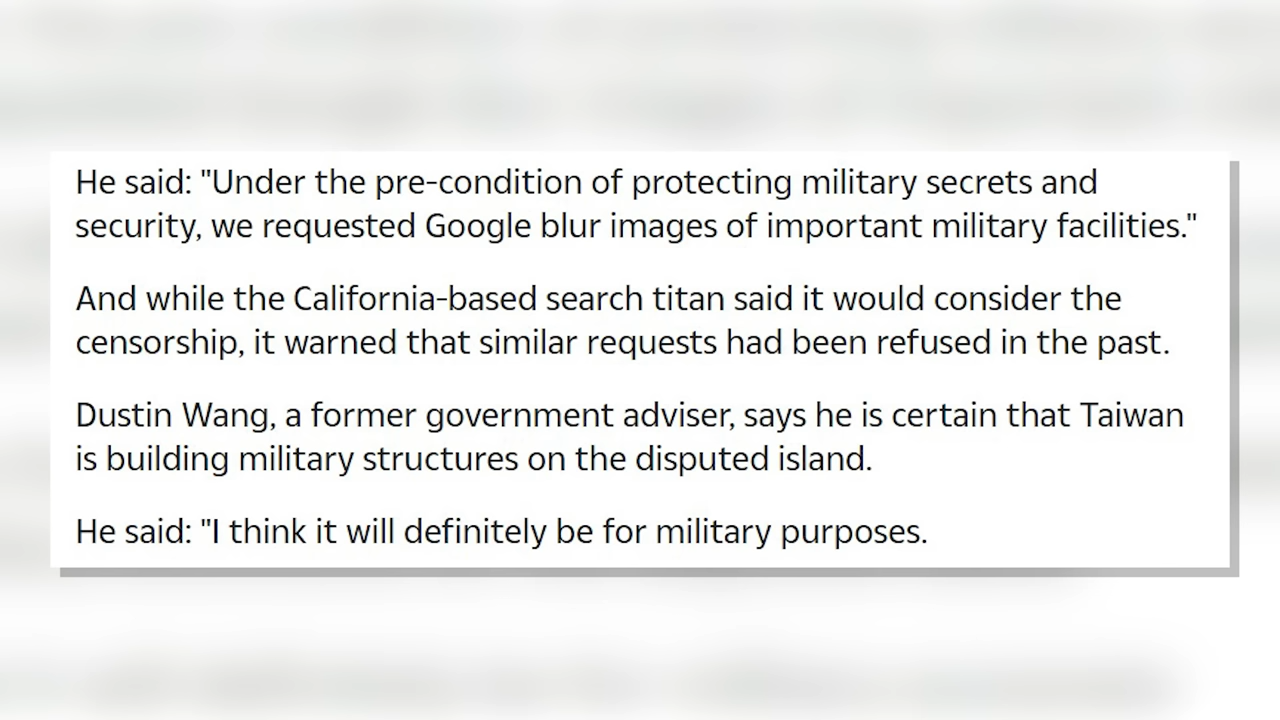 He said: "Under the pre-condition of protecting military secrets and
security, we requested Google blur images of important military facilities."
And while the California-based search titan said it would consider the
censorship, it warned that similar requests had been refused in the past.
Dustin Wang, a former government adviser, says he is certain that Taiwan
is building military structures on the disputed island.
He said: "I think it will definitely be for military purposes.